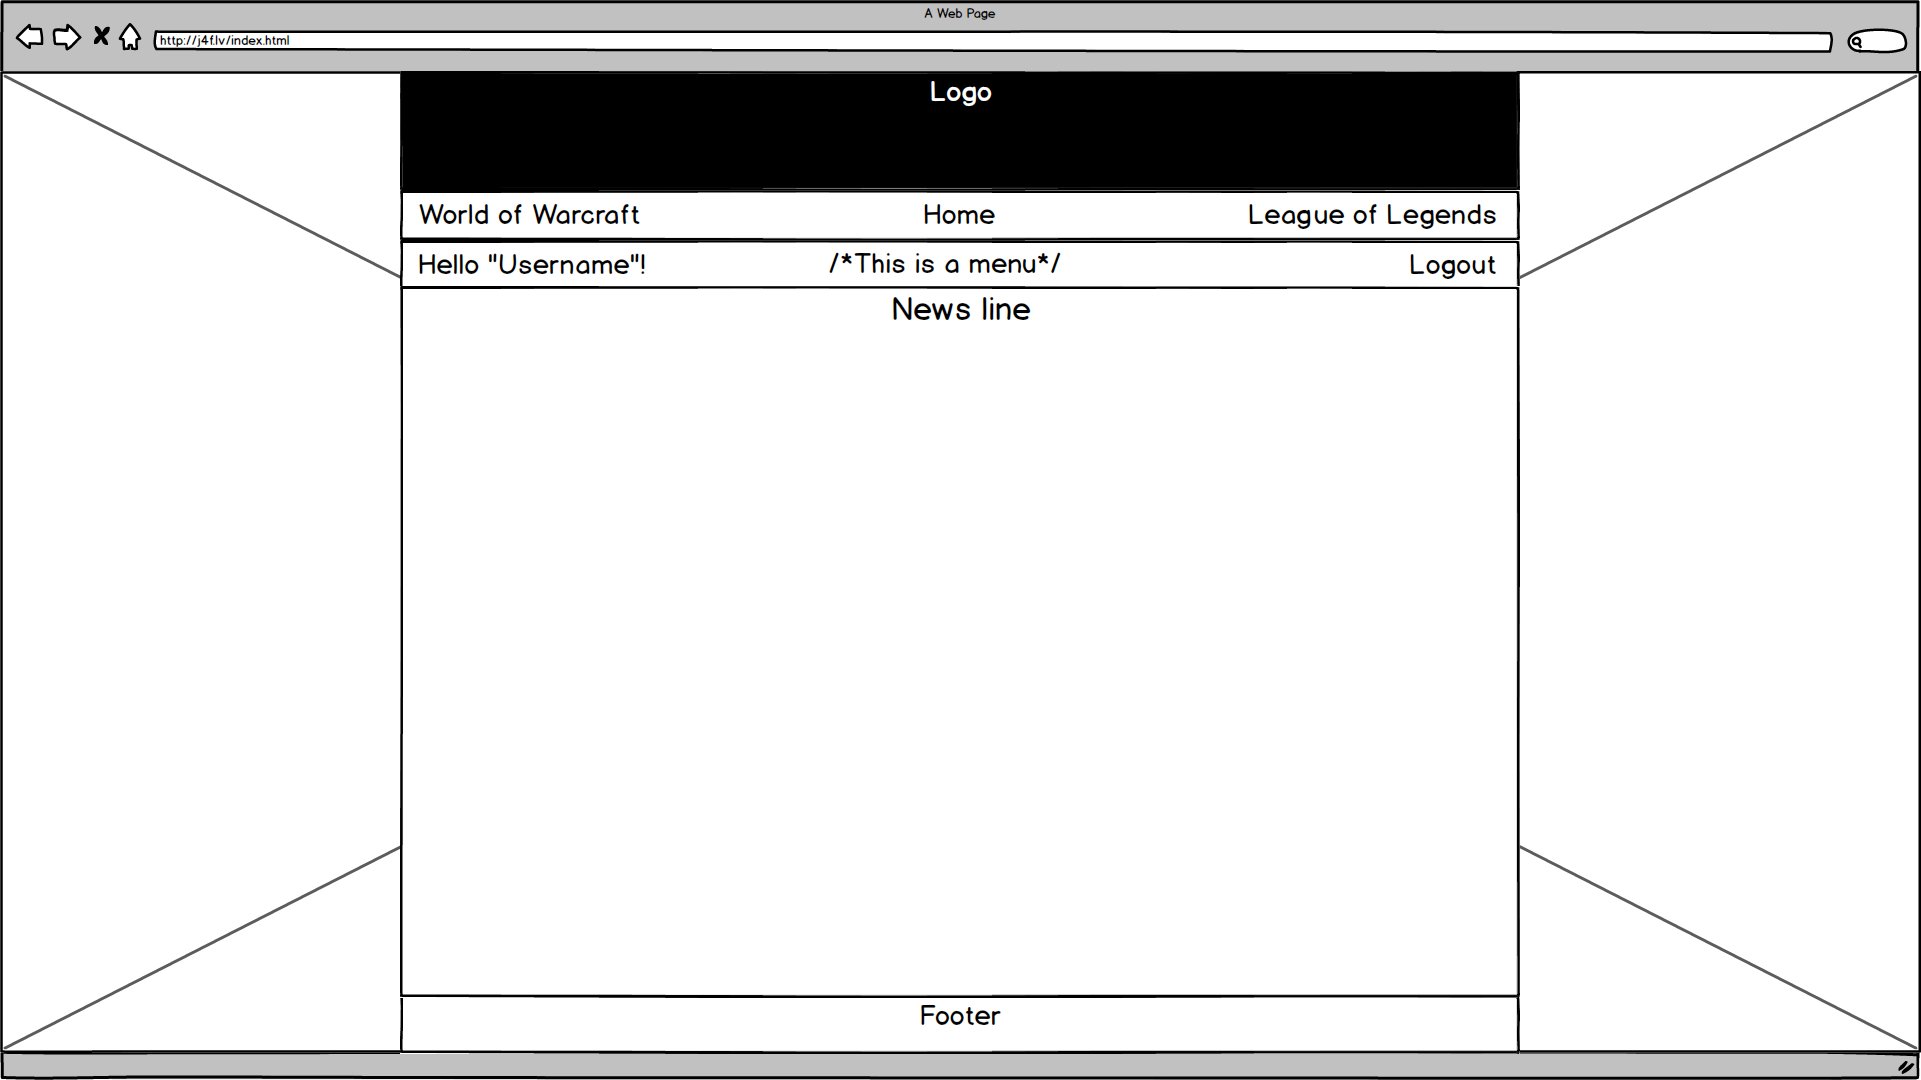 A Web Page
http://j4f.lv/index.html
Logo
World of Warcraft Home League of Legends
Hello "Username"! /*This is a menu*/ Logout
News line
Footer